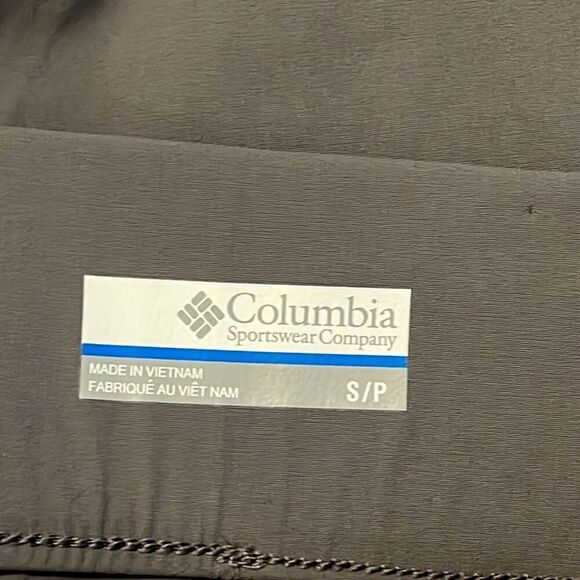 Columbia
Sportswear Company
MADE IN VIETNAM
FABRIQUÉ AU VIÊT NAM
S/P